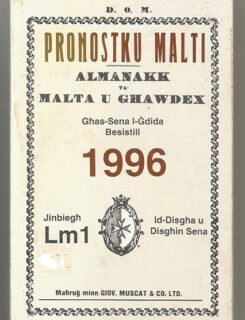 D. O. M.
PRONOSTKU MALTI
ALMANAKK
TA'
MALTA U GHAWDEX
Għas-Sena l-Ġdida
Besistili
1996
Jinbiegħ
Lm1
Id-Disgħa u
Disgħin Sena
Maħruġ minn GIOV. MUSCAT & CO. LTD.